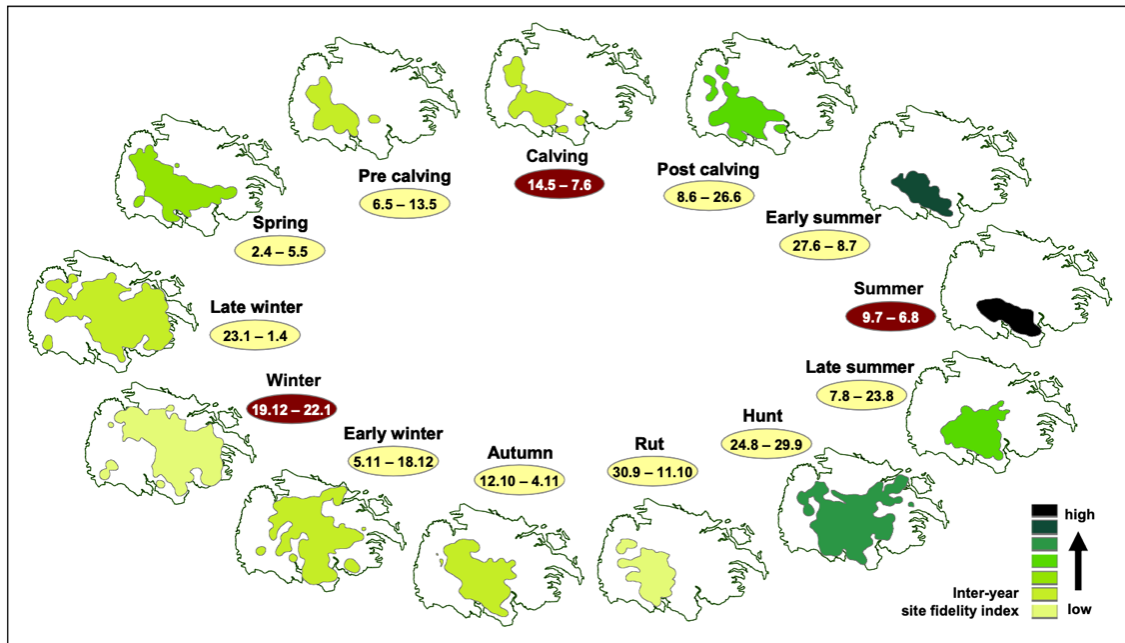 Calving
14.5 – 7.6
Post calving
8.6 – 26.6
Early summer
27.6 – 8.7
Summer
9.7 – 6.8
Late summer
7.8 – 23.8
Hunt
24.8 – 29.9
Rut
30.9 – 11.10
Autumn
12.10 – 4.11
Early winter
5.11 – 18.12
Winter
19.12 – 22.1
Late winter
23.1 – 1.4
Spring
2.4 – 5.5
Pre calving
6.5 – 13.5
high
low
Inter-year
site fidelity index